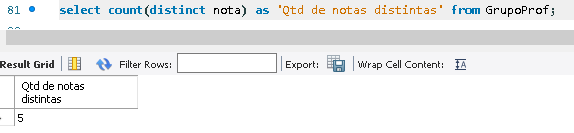 81 select count(distinct nota) as 'Qtd de notas distintas' from GrupoProf;
Result Grid Filter Rows: Export: Wrap Cell Content: IA
Qtd de notas
distintas
5